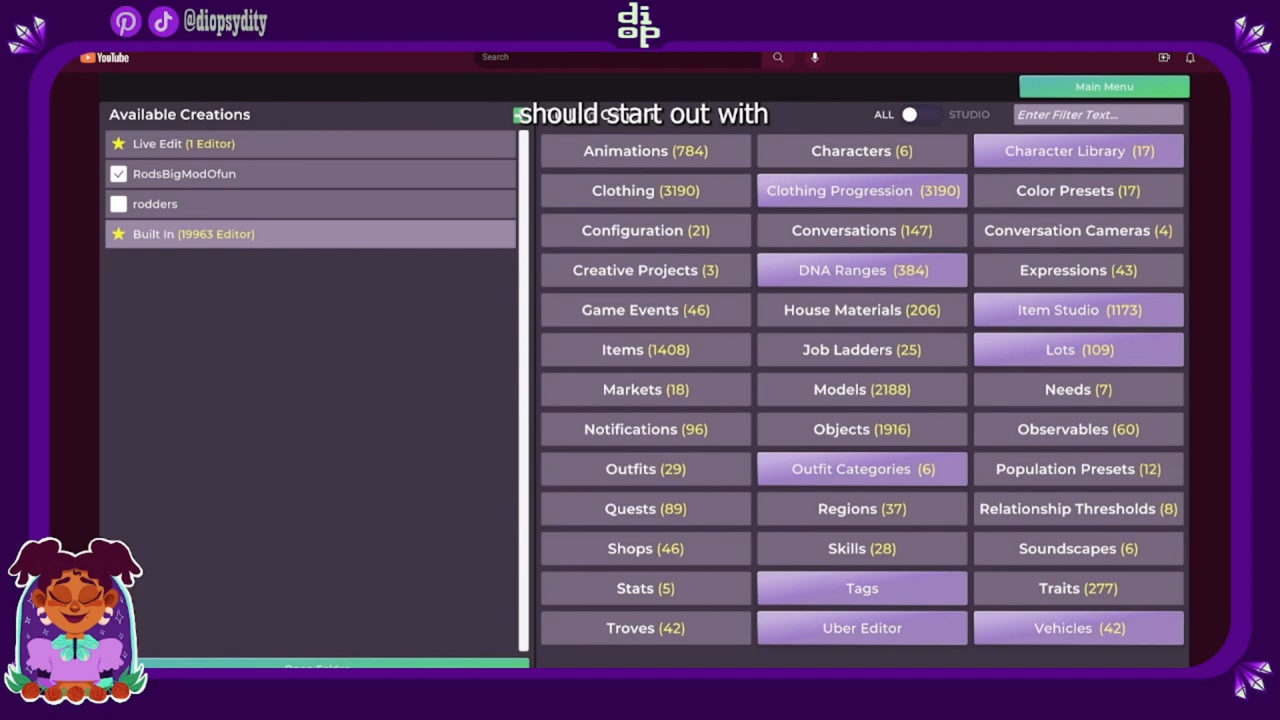 @diopsydity
di
op
YouTube
Search
Main Menu
Available Creations
should start out with
ALL
STUDIO
Enter Filter Text...
Live Edit (1 Editor)
RodsBigModOfun
rodders
Built In (19963 Editor)
Animations (784)
Characters (6)
Character Library (17)
Clothing (3190)
Clothing Progression (3190)
Color Presets (17)
Configuration (21)
Conversations (147)
Conversation Cameras (4)
Creative Projects (3)
DNA Ranges (384)
Expressions (43)
Game Events (46)
House Materials (206)
Item Studio (1173)
Items (1408)
Job Ladders (25)
Lots (109)
Markets (18)
Models (2188)
Needs (7)
Notifications (96)
Objects (1916)
Observables (60)
Outfits (29)
Outfit Categories (6)
Population Presets (12)
Quests (89)
Regions (37)
Relationship Thresholds (8)
Shops (46)
Skills (28)
Soundscapes (6)
Stats (5)
Tags
Traits (277)
Troves (42)
Uber Editor
Vehicles (42)